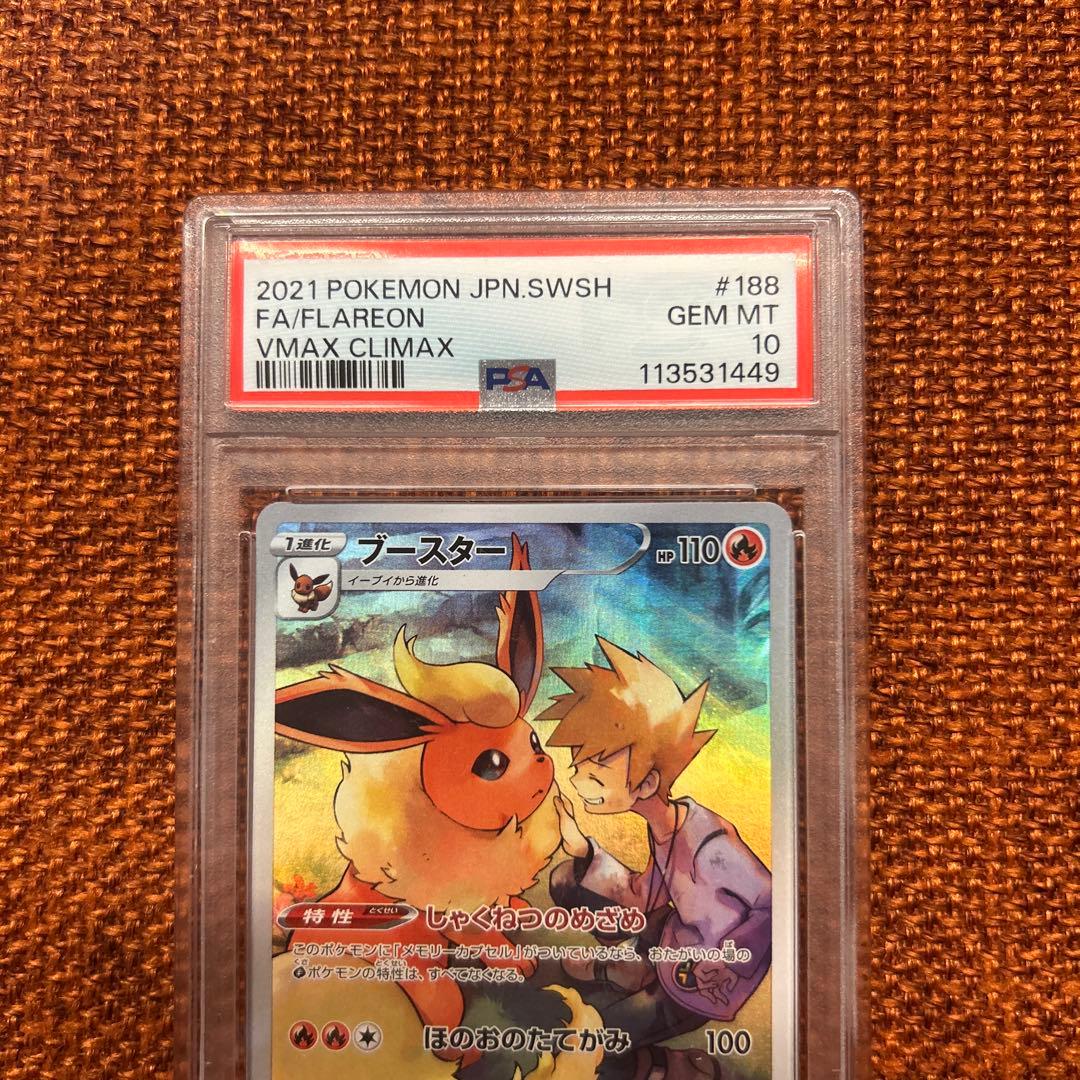 2021 POKEMON JPN.SWSH #188
FA/FLAREON GEM MT
VMAX CLIMAX 10
PSA 113531449
1進化 ブースター HP 110
イーブイから進化
特性 とくせい しゃくねつのめざめ
このポケモンに「メモリーカプセル」がついているなら、おたがいの場の
ポケモンの特性は、すべてなくなる。
ほのおのたてがみ 100